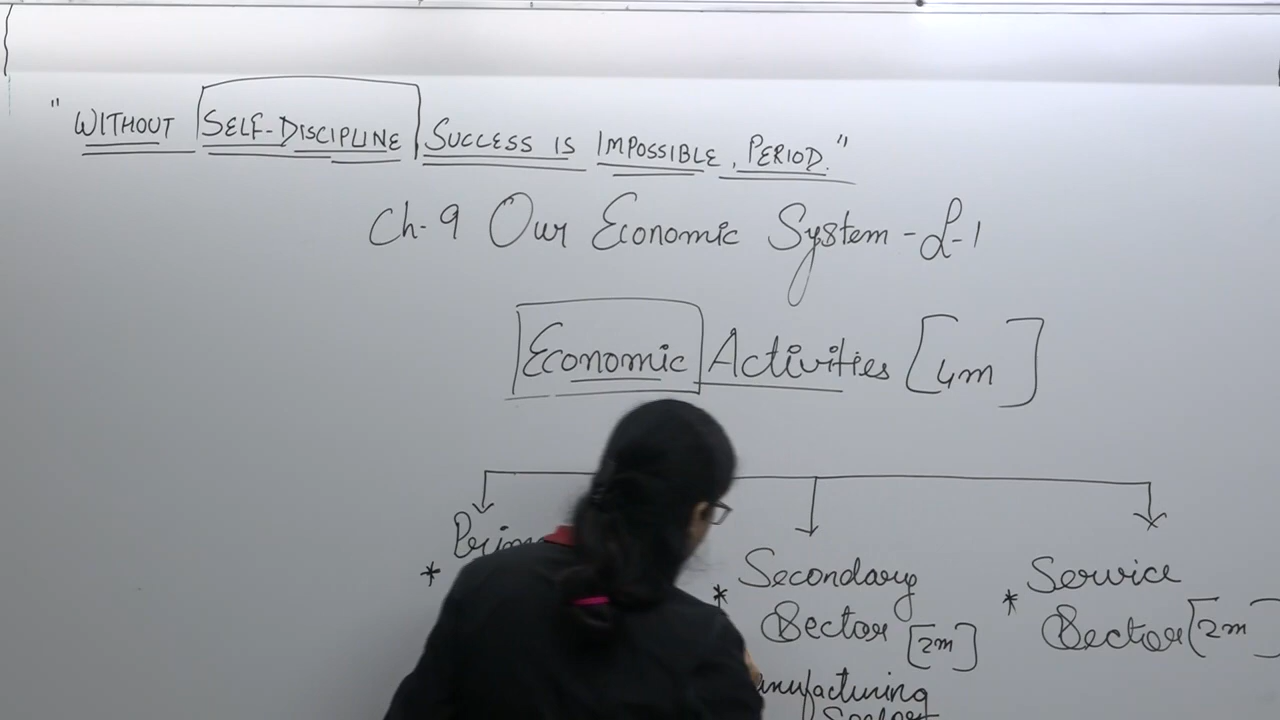 "WITHOUT SELF-DISCIPLINE SUCCESS IS IMPOSSIBLE, PERIOD."
Ch-9 Our Economic System - L-1
Economic Activities [4m]
* Secondary Sector [2m]
* Service Sector [2m]
Sector